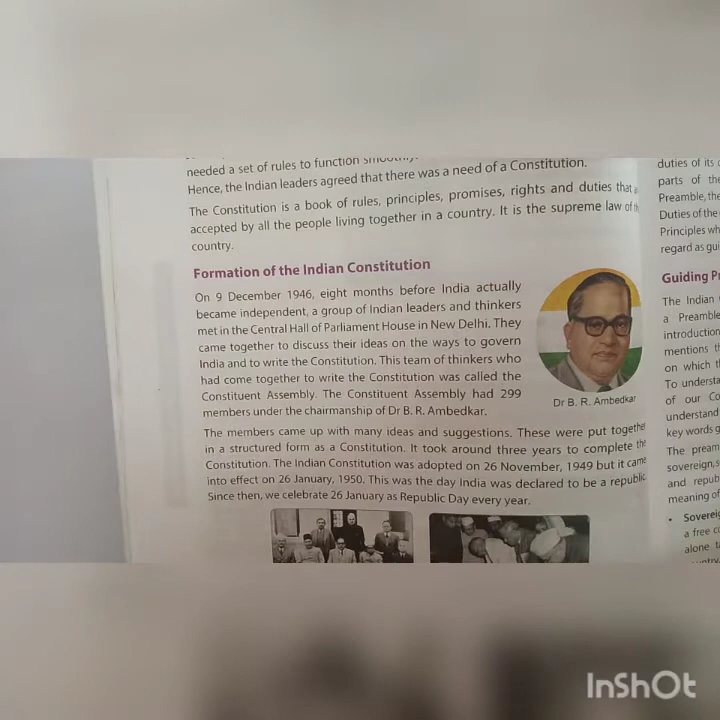 needed a set of rules to function smoothly.
Hence, the Indian leaders agreed that there was a need of a Constitution.
The Constitution is a book of rules, principles, promises, rights and duties that
accepted by all the people living together in a country. It is the supreme law of
country.
Formation of the Indian Constitution
On 9 December 1946, eight months before India actually
became independent, a group of Indian leaders and thinkers
met in the Central Hall of Parliament House in New Delhi. They
came together to discuss their ideas on the ways to govern
India and to write the Constitution. This team of thinkers who
had come together to write the Constitution was called the
Constituent Assembly. The Constituent Assembly had 299
members under the chairmanship of Dr B. R. Ambedkar.
Dr B. R. Ambedkar
The members came up with many ideas and suggestions. These were put together
in a structured form as a Constitution. It took around three years to complete the
Constitution. The Indian Constitution was adopted on 26 November, 1949 but it came
into effect on 26 January, 1950. This was the day India was declared to be a republic.
Since then, we celebrate 26 January as Republic Day every year.
duties of its
parts of the
Preamble, the
Duties of the
Principles wh
regard as gui
Guiding Pr
The Indian
a Preamble
introduction
mentions th
on which th
To understa
of our Co
understand
key words g
The pream
sovereign, s
and repub
meaning of
• Sovereig
a free co
alone t
InShOt